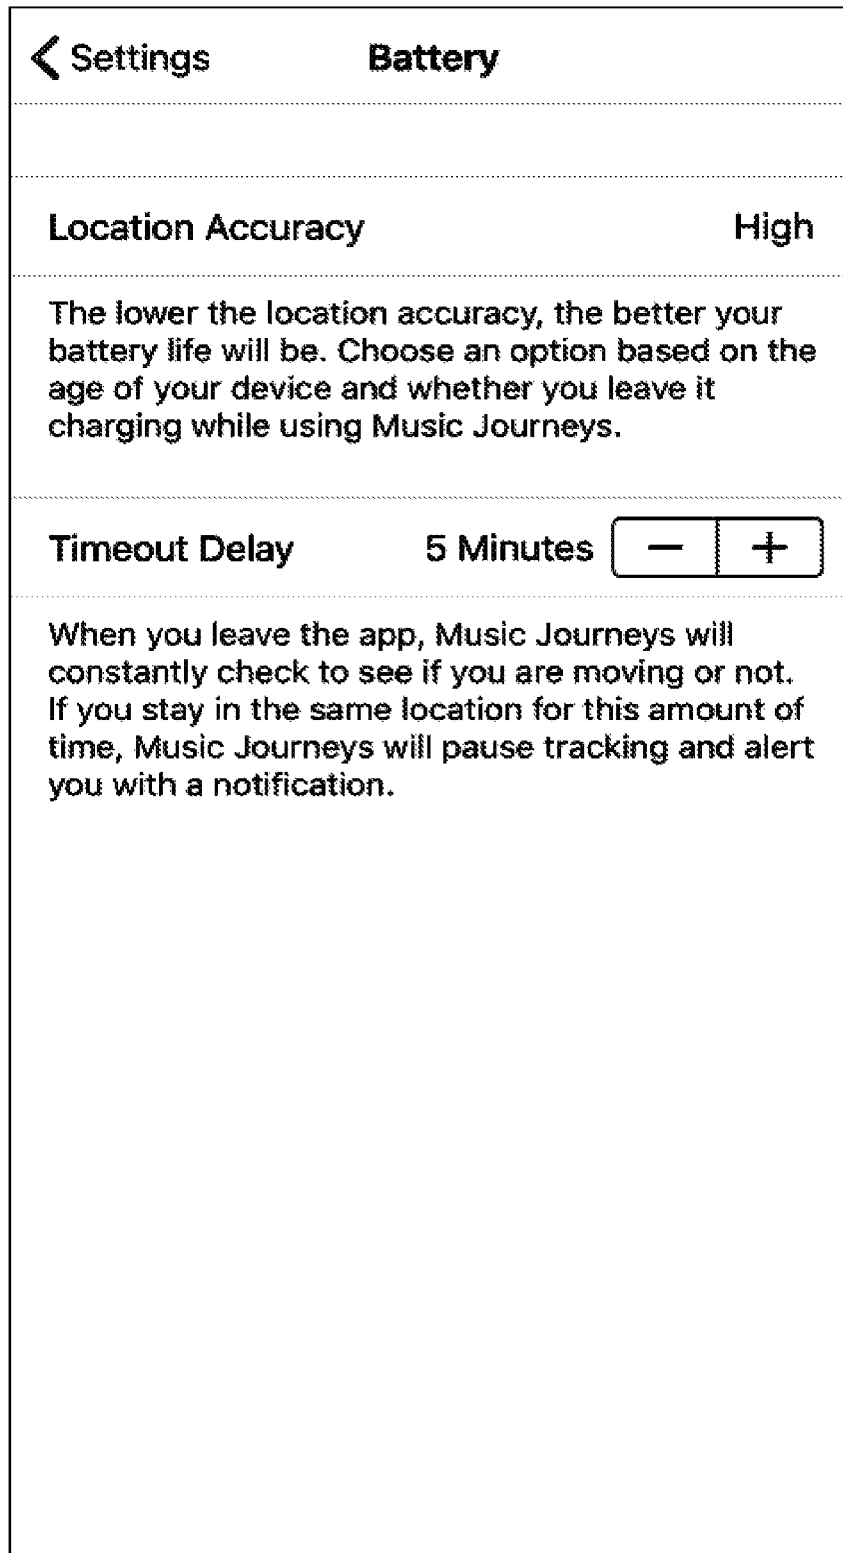 Settings Battery
Location Accuracy High
The lower the location accuracy, the better your
battery life will be. Choose an option based on the
age of your device and whether you leave it
charging while using Music Journeys.
Timeout Delay 5 Minutes − +
When you leave the app, Music Journeys will
constantly check to see if you are moving or not.
If you stay in the same location for this amount of
time, Music Journeys will pause tracking and alert
you with a notification.